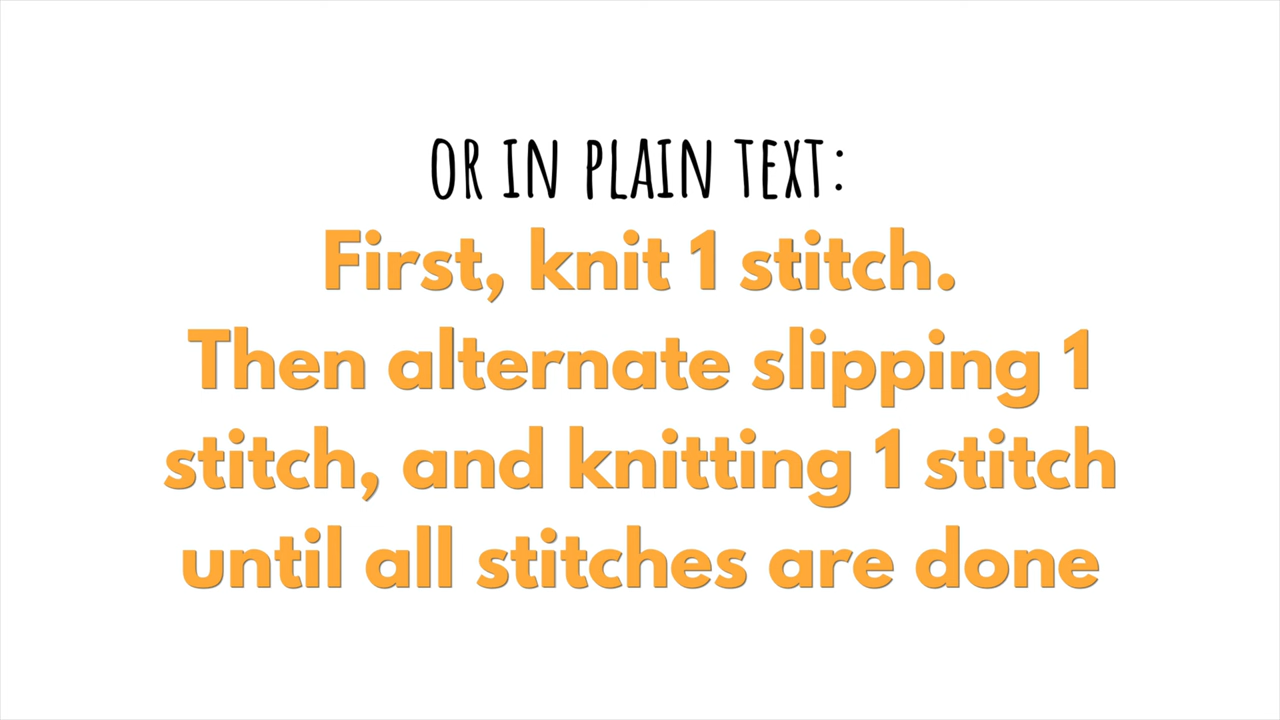 OR IN PLAIN TEXT:
First, knit 1 stitch.
Then alternate slipping 1
stitch, and knitting 1 stitch
until all stitches are done